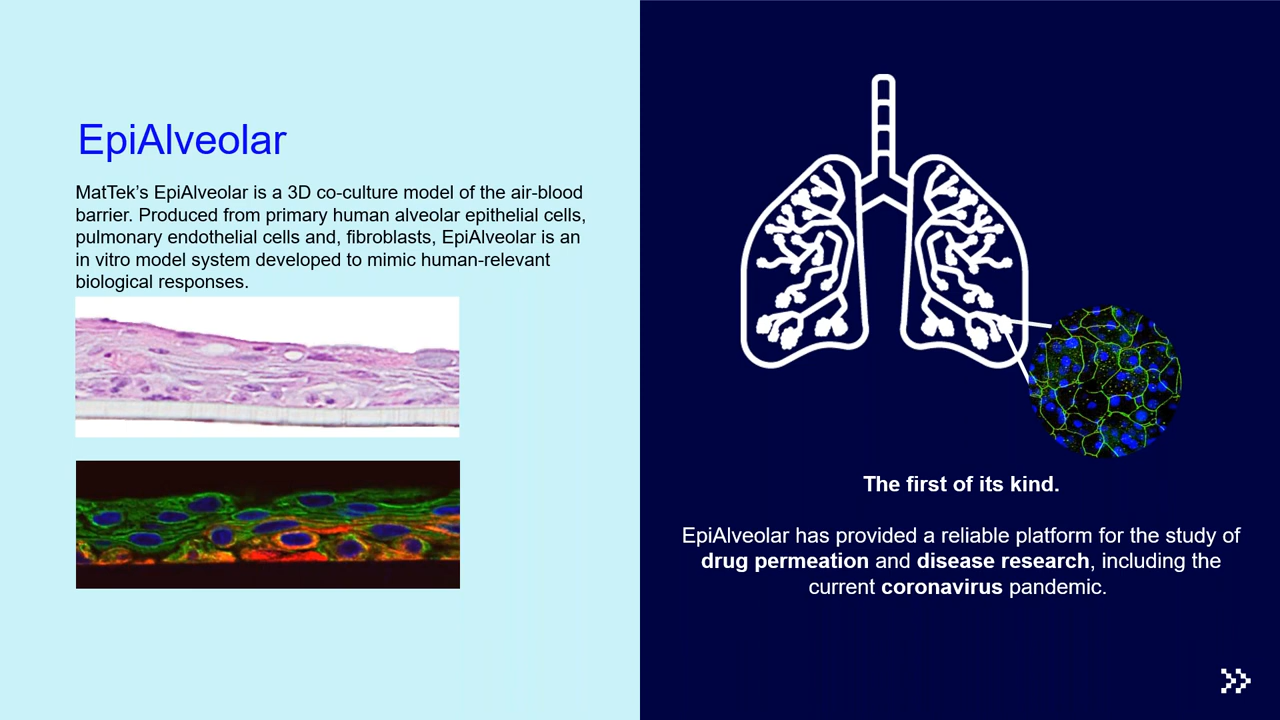 EpiAlveolar
MatTek’s EpiAlveolar is a 3D co-culture model of the air-blood
barrier. Produced from primary human alveolar epithelial cells,
pulmonary endothelial cells and, fibroblasts, EpiAlveolar is an
in vitro model system developed to mimic human-relevant
biological responses.
The first of its kind.
EpiAlveolar has provided a reliable platform for the study of
drug permeation and disease research, including the
current coronavirus pandemic.